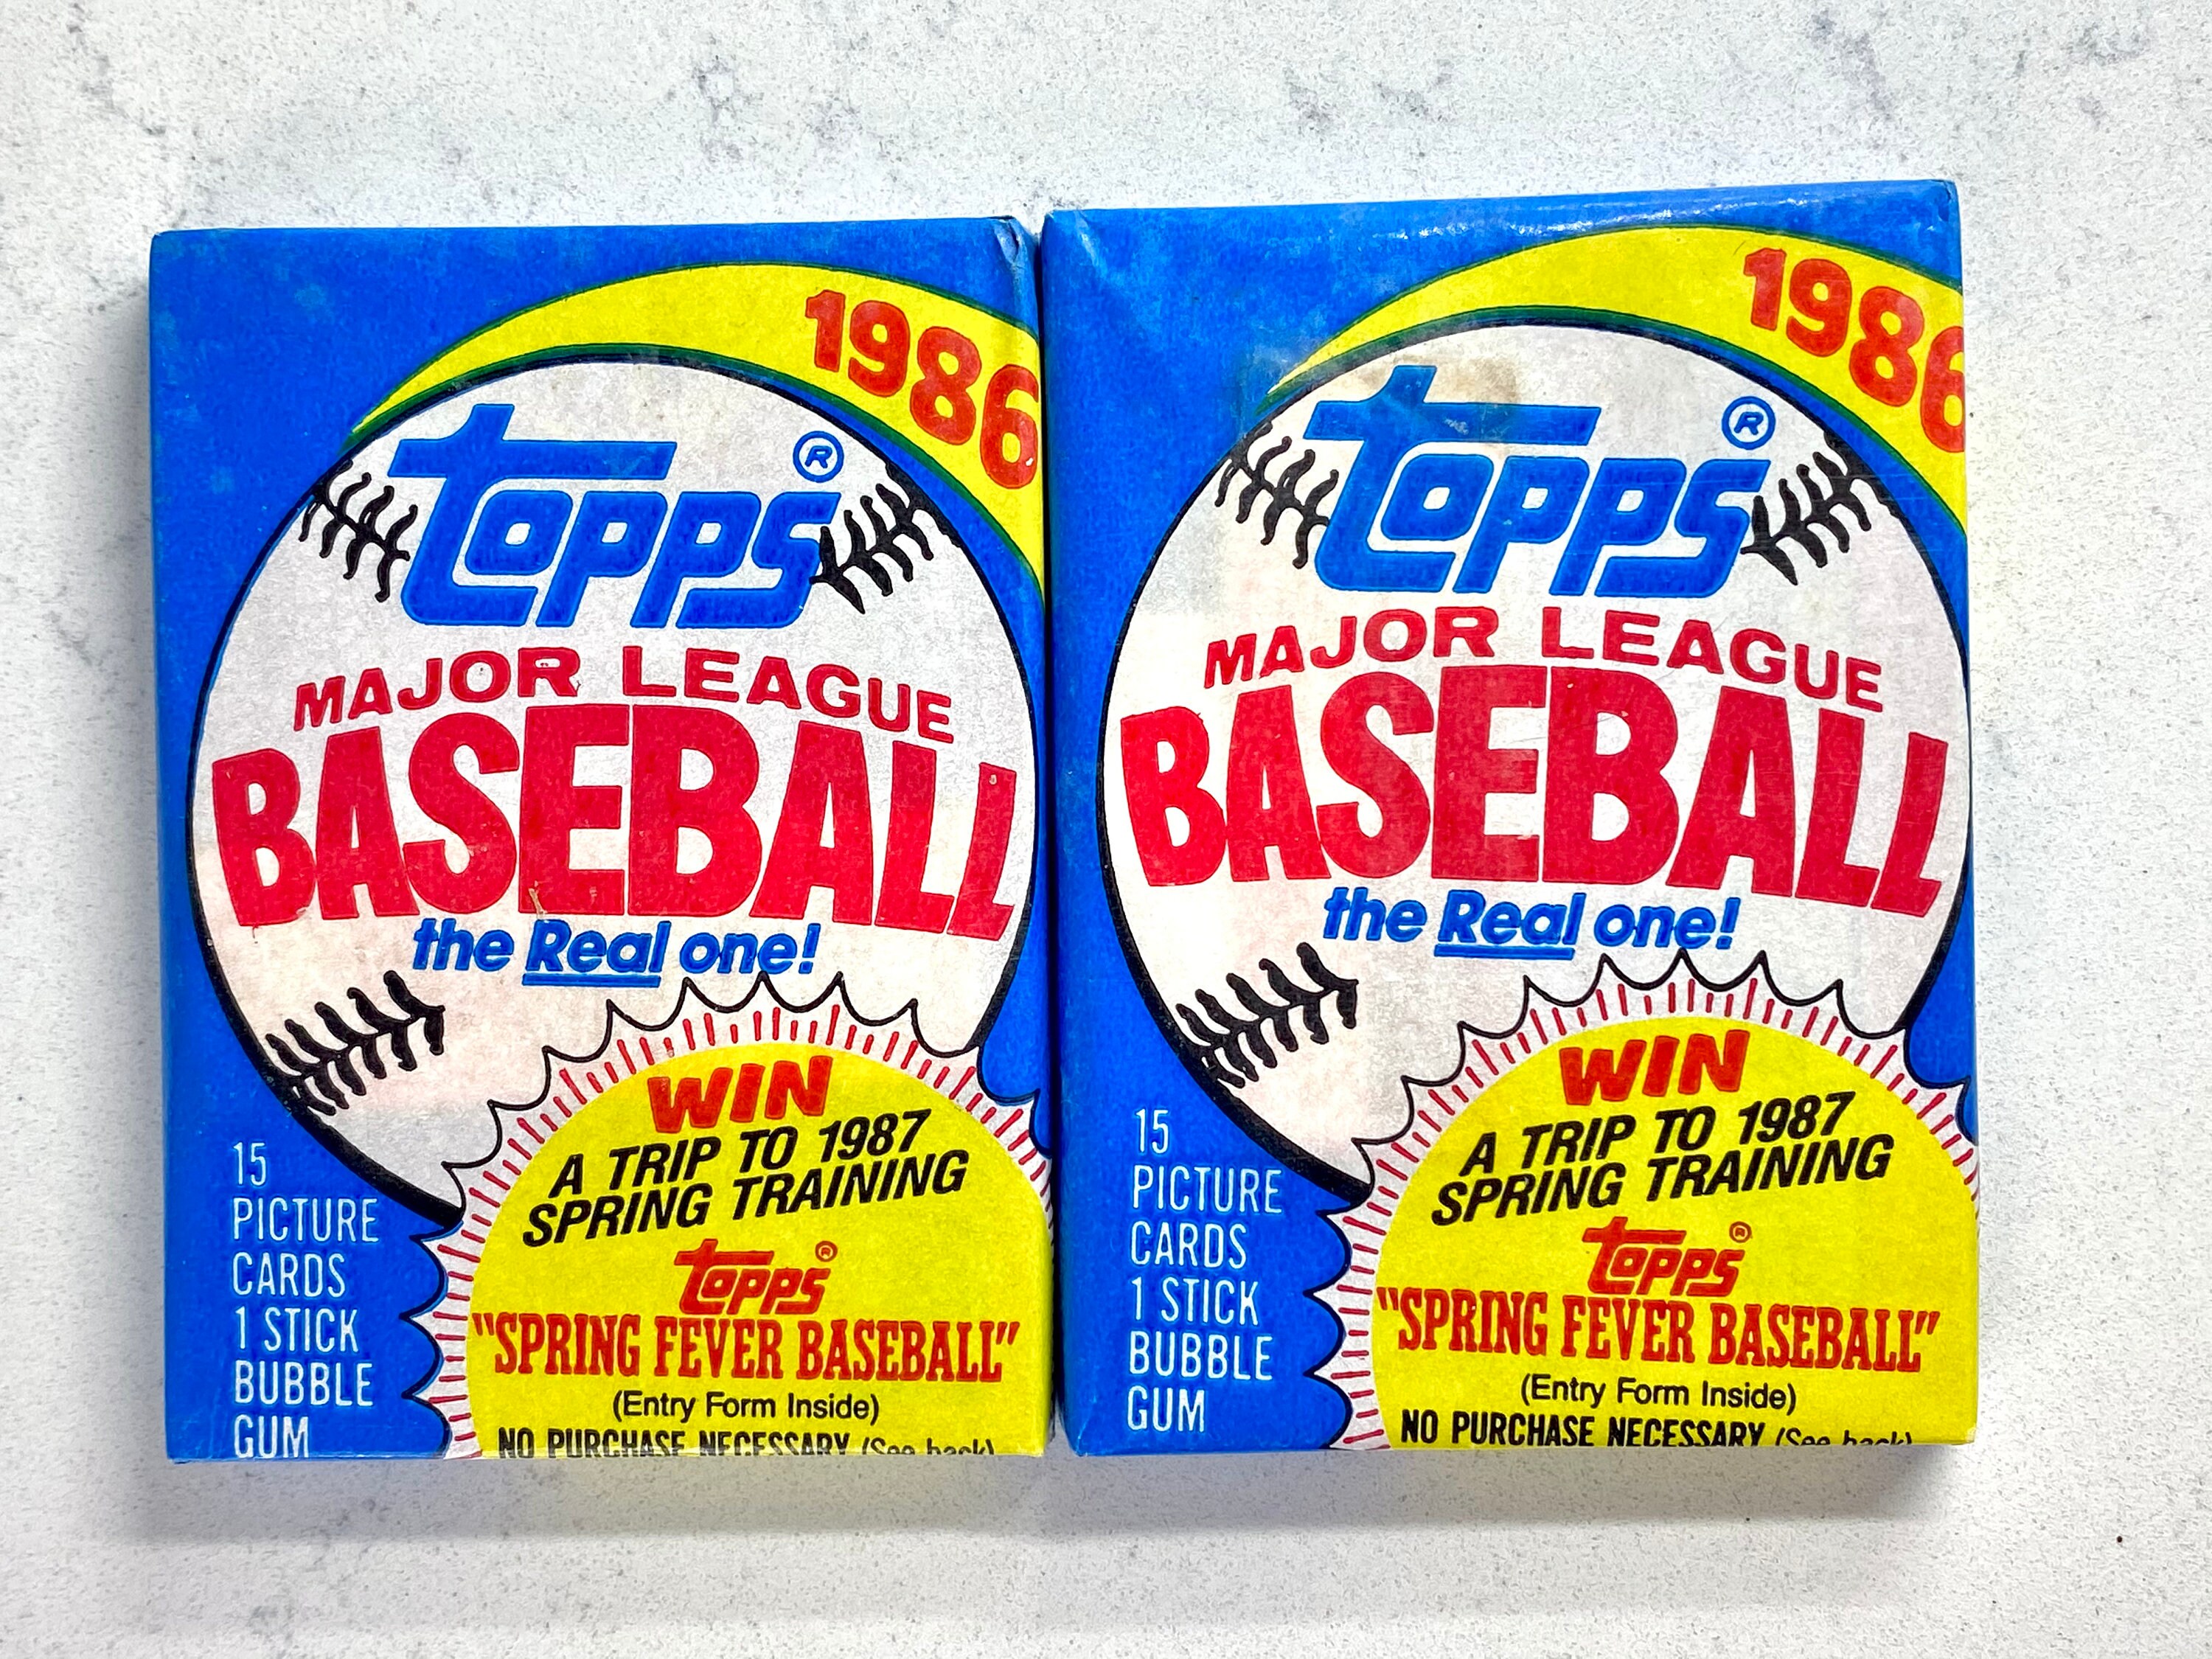 1986
Topps®
MAJOR LEAGUE
BASEBALL
the Real one!
15
PICTURE
CARDS
1 STICK
BUBBLE
GUM
WIN
A TRIP TO 1987
SPRING TRAINING
Topps®
"SPRING FEVER BASEBALL"
(Entry Form Inside)
NO PURCHASE NECESSARY (See back)
1986
Topps®
MAJOR LEAGUE
BASEBALL
the Real one!
15
PICTURE
CARDS
1 STICK
BUBBLE
GUM
WIN
A TRIP TO 1987
SPRING TRAINING
Topps®
"SPRING FEVER BASEBALL"
(Entry Form Inside)
NO PURCHASE NECESSARY (See back)